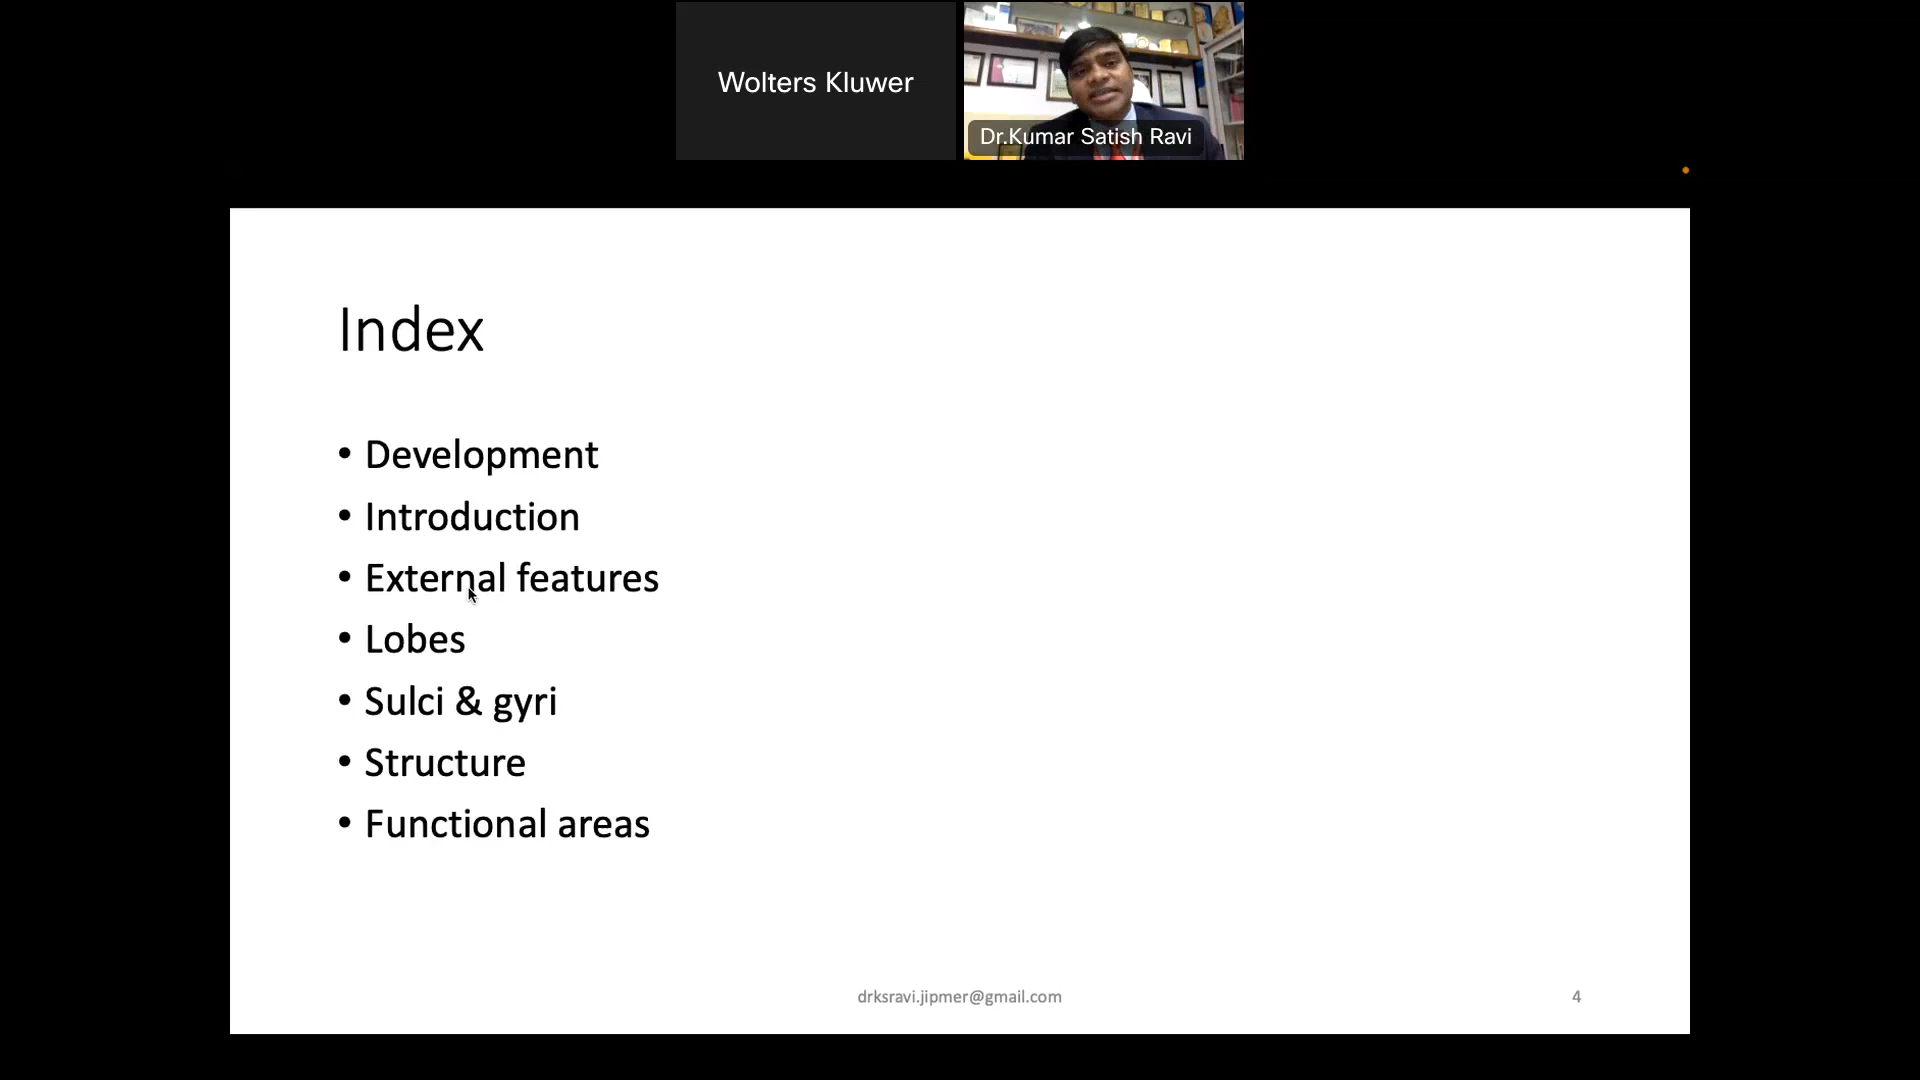 Wolters Kluwer
Dr.Kumar Satish Ravi
Index
• Development
• Introduction
• External features
• Lobes
• Sulci & gyri
• Structure
• Functional areas
drksravi.jipmer@gmail.com
4